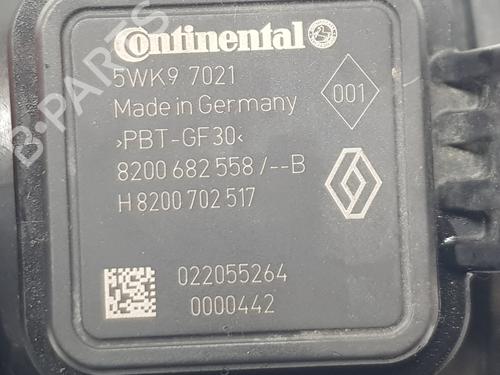 Continental
5WK9 7021
Made in Germany
001
>PBT-GF30<
8200 682 558 /--B
H 8200 702 517
022055264
0000442
B-PARTS